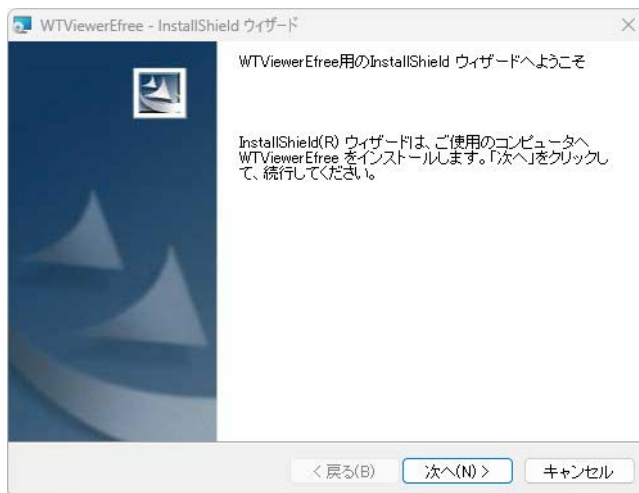 WTViewerEfree - InstallShield ウィザード
WTViewerEfree用のInstallShield ウィザードへようこそ
InstallShield(R) ウィザードは、ご使用のコンピュータへ
WTViewerEfree をインストールします。「次へ」をクリックし
て、続行してください。
< 戻る(B) 次へ(N) > キャンセル